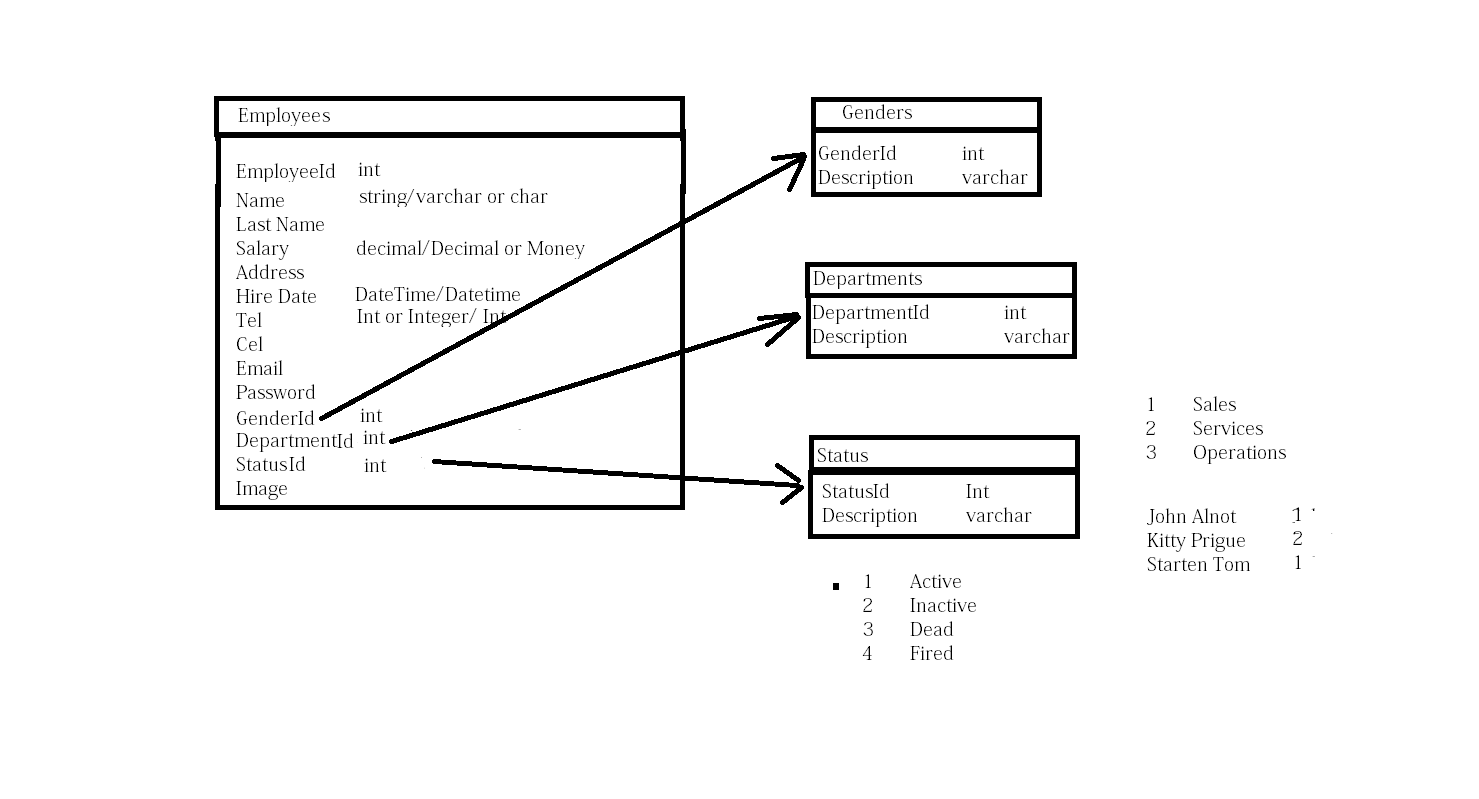 Employees
EmployeeId int
Name string/varchar or char
Last Name
Salary decimal/Decimal or Money
Address
Hire Date DateTime/Datetime
Tel Int or Integer/ Int
Cel
Email
Password
GenderId int
DepartmentId int
StatusId int
Image
Genders
GenderId int
Description varchar
Departments
DepartmentId int
Description varchar
Status
StatusId Int
Description varchar
1 Active
2 Inactive
3 Dead
4 Fired
1 Sales
2 Services
3 Operations
John Alnot 1
Kitty Prigue 2
Starten Tom 1